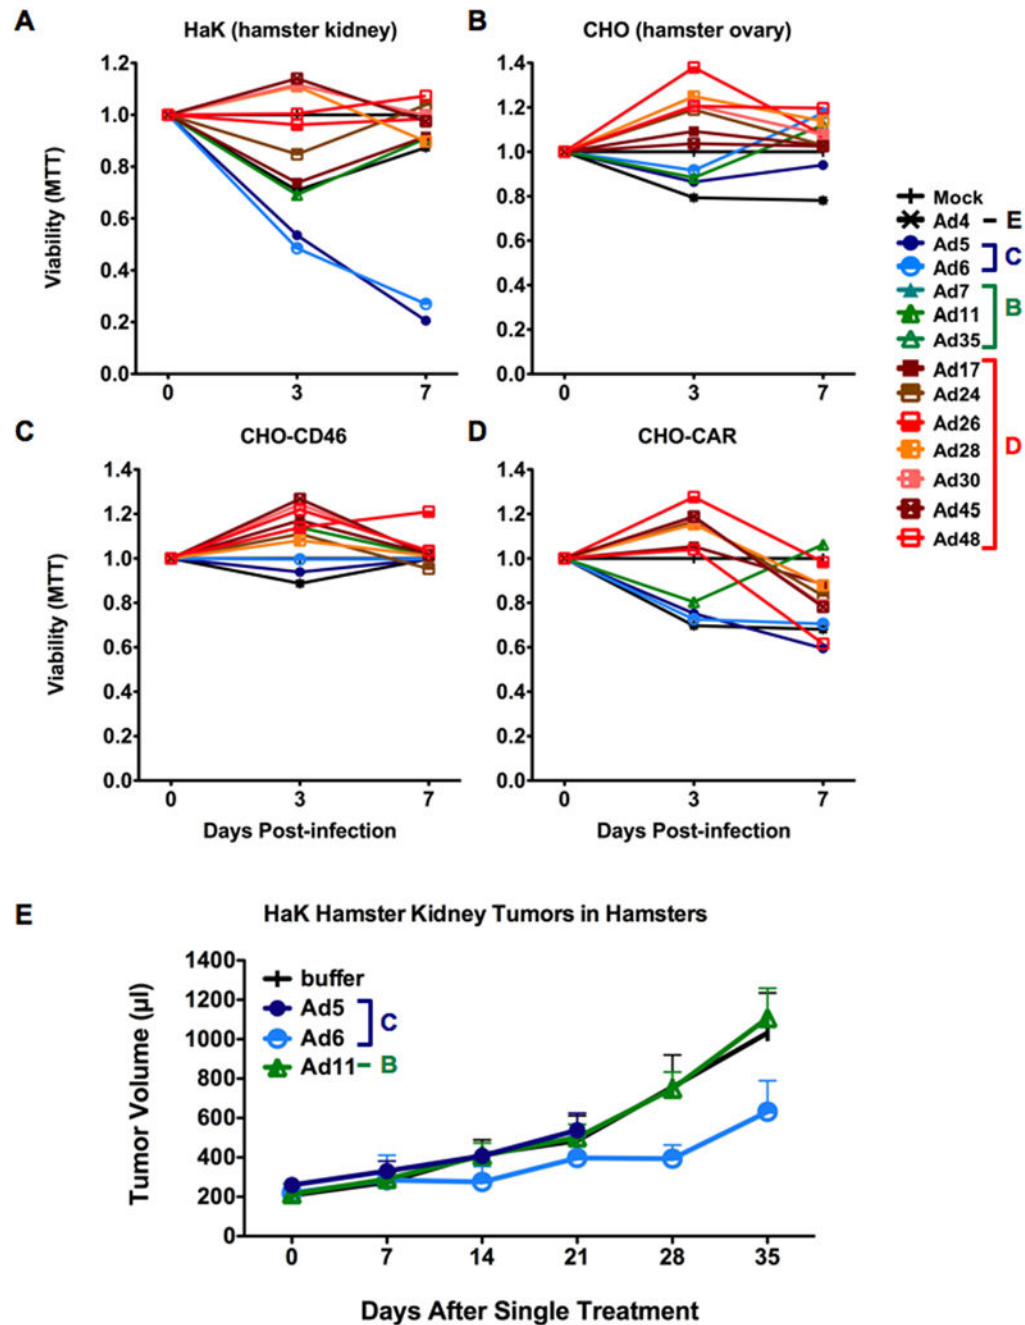 A
HaK (hamster kidney)
Viability (MTT)
1.2
1.0
0.8
0.6
0.4
0.2
0.0
0 3 7
B
CHO (hamster ovary)
1.4
1.2
1.0
0.8
0.6
0.4
0.2
0.0
0 3 7
Mock
Ad4 – E
Ad5
Ad6
C
Ad7
Ad11
Ad35
B
Ad17
Ad24
Ad26
Ad28
Ad30
Ad45
Ad48
D
C
CHO-CD46
Viability (MTT)
1.4
1.2
1.0
0.8
0.6
0.4
0.2
0.0
0 3 7
Days Post-infection
D
CHO-CAR
1.4
1.2
1.0
0.8
0.6
0.4
0.2
0.0
0 3 7
Days Post-infection
E
HaK Hamster Kidney Tumors in Hamsters
Tumor Volume (µl)
1400
1200
1000
800
600
400
200
0
buffer
Ad5
Ad6
C
Ad11 – B
0 7 14 21 28 35
Days After Single Treatment